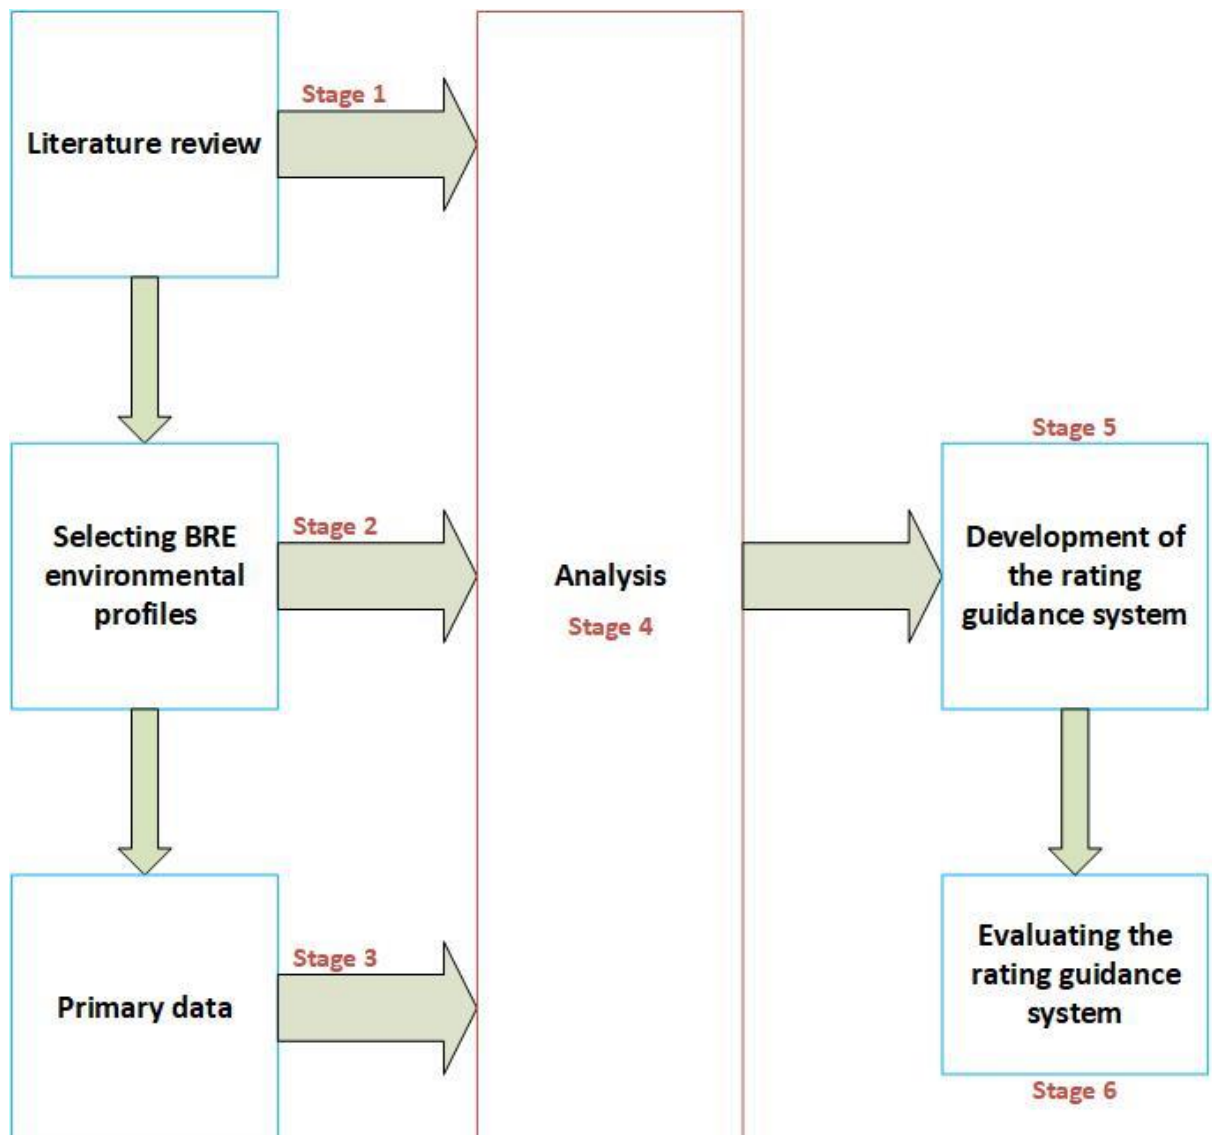 Literature review
Stage 1
Selecting BRE
environmental
profiles
Stage 2
Primary data
Stage 3
Analysis
Stage 4
Stage 5
Development of
the rating
guidance system
Evaluating the
rating guidance
system
Stage 6